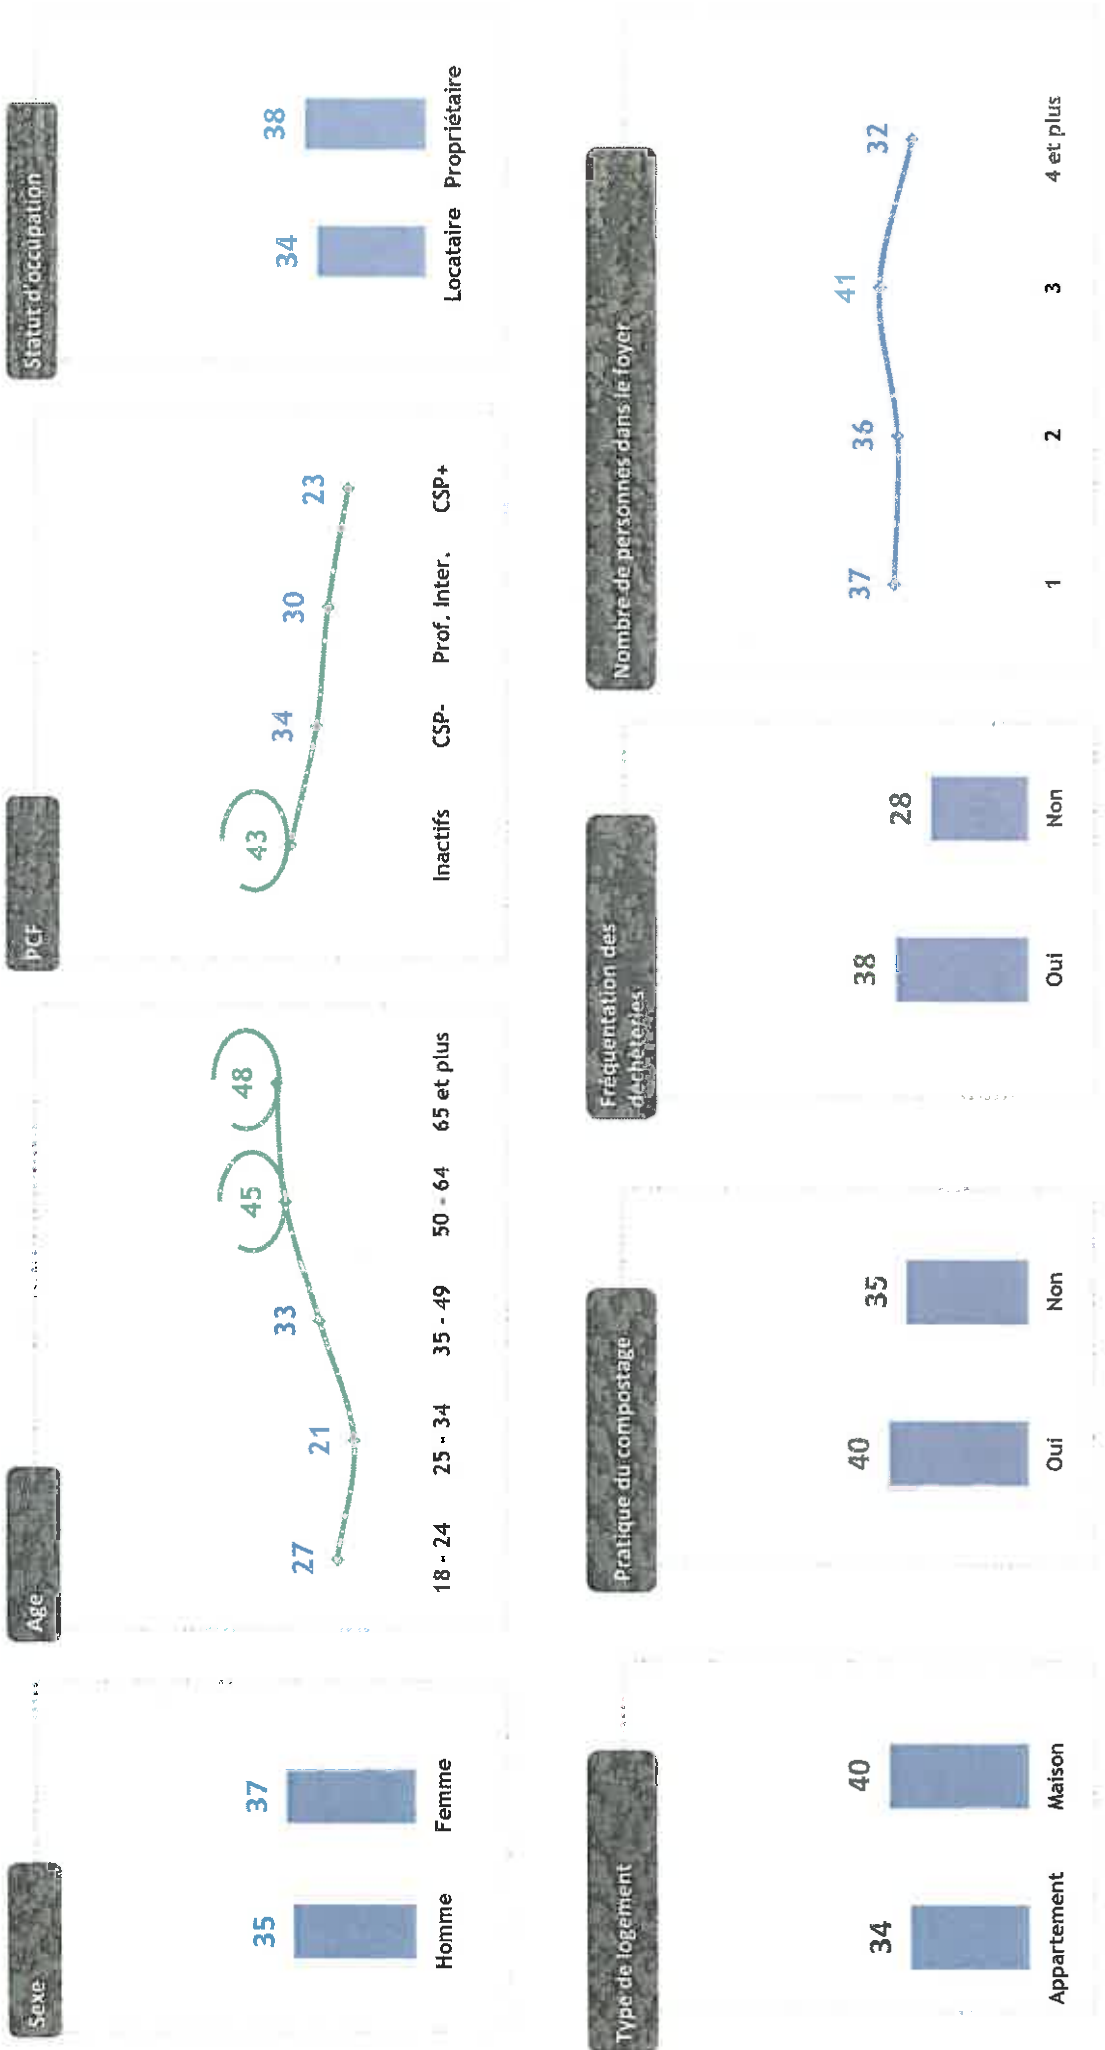 Sexe
35
37
Homme
Femme
Age
27
21
33
45
48
18 - 24
25 - 34
35 - 49
50 - 64
65 et plus
PCF
43
34
30
23
Inactifs
CSP-
Prof. Inter.
CSP+
Statut d'occupation
34
38
Locataire
Propriétaire
Type de logement
34
40
Appartement
Maison
Pratique du compostage
40
35
Oui
Non
Fréquentation des
déchèteries
38
28
Oui
Non
Nombre de personnes dans le foyer
37
36
41
32
1
2
3
4 et plus